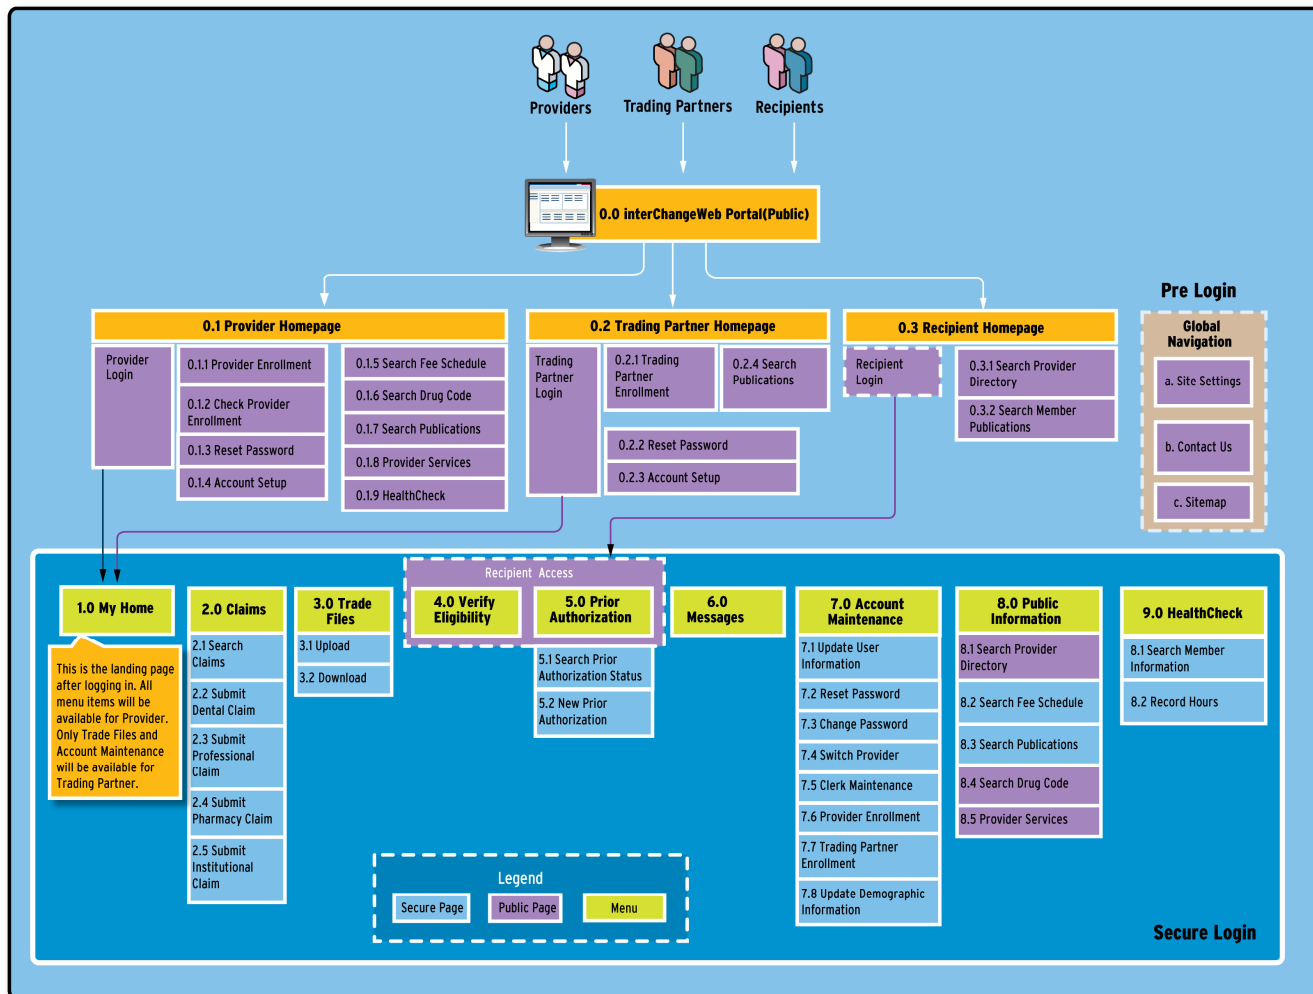 Providers
Trading Partners
Recipients
0.0 interChangeWeb Portal(Public)
0.1 Provider Homepage
Provider
Login
0.1.1 Provider Enrollment
0.1.2 Check Provider
Enrollment
0.1.3 Reset Password
0.1.4 Account Setup
0.1.5 Search Fee Schedule
0.1.6 Search Drug Code
0.1.7 Search Publications
0.1.8 Provider Services
0.1.9 HealthCheck
0.2 Trading Partner Homepage
Trading
Partner
Login
0.2.1 Trading
Partner
Enrollment
0.2.4 Search
Publications
0.2.2 Reset Password
0.2.3 Account Setup
0.3 Recipient Homepage
Recipient
Login
0.3.1 Search Provider
Directory
0.3.2 Search Member
Publications
Pre Login
Global
Navigation
a. Site Settings
b. Contact Us
c. Sitemap
Recipient Access
1.0 My Home
This is the landing page
after logging in. All
menu items will be
available for Provider.
Only Trade Files and
Account Maintenance
will be available for
Trading Partner.
2.0 Claims
2.1 Search
Claims
2.2 Submit
Dental Claim
2.3 Submit
Professional
Claim
2.4 Submit
Pharmacy Claim
2.5 Submit
Institutional
Claim
3.0 Trade
Files
3.1 Upload
3.2 Download
4.0 Verify
Eligibility
5.0 Prior
Authorization
5.1 Search Prior
Authorization Status
5.2 New Prior
Authorization
6.0
Messages
7.0 Account
Maintenance
7.1 Update User
Information
7.2 Reset Password
7.3 Change Password
7.4 Switch Provider
7.5 Clerk Maintenance
7.6 Provider Enrollment
7.7 Trading Partner
Enrollment
7.8 Update Demographic
Information
8.0 Public
Information
8.1 Search Provider
Directory
8.2 Search Fee Schedule
8.3 Search Publications
8.4 Search Drug Code
8.5 Provider Services
9.0 HealthCheck
8.1 Search Member
Information
8.2 Record Hours
Legend
Secure Page
Public Page
Menu
Secure Login